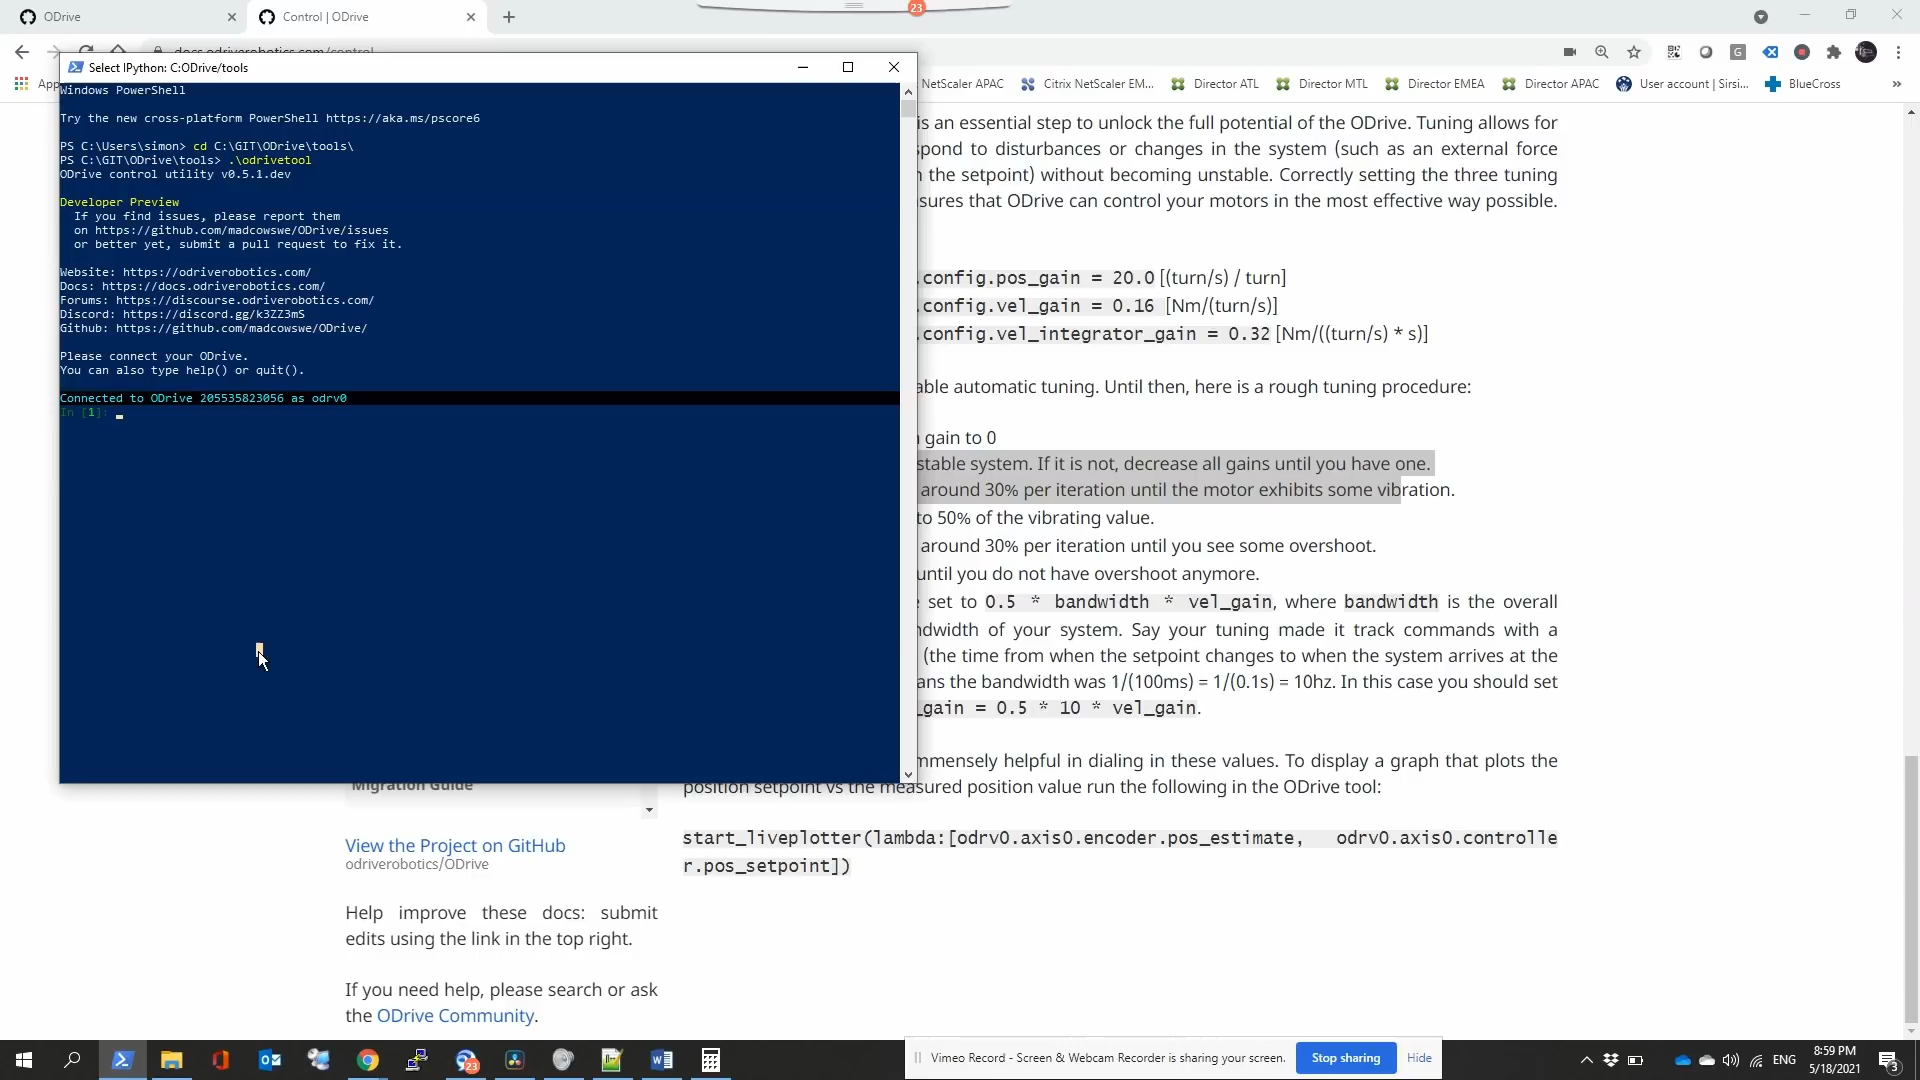 ODrive
Control | ODrive
23
docs.odriverobotics.com/control
Select IPython: C:ODrive/tools
App
NetScaler APAC
Citrix NetScaler EM...
Director ATL
Director MTL
Director EMEA
Director APAC
User account | Sirsi...
BlueCross
»
Windows PowerShell
Try the new cross-platform PowerShell https://aka.ms/pscore6
PS C:\Users\simon> cd C:\GIT\ODrive\tools\
PS C:\GIT\ODrive\tools> .\odrivetool
ODrive control utility v0.5.1.dev
Developer Preview
If you find issues, please report them
on https://github.com/madcowswe/ODrive/issues
or better yet, submit a pull request to fix it.
Website: https://odriverobotics.com/
Docs: https://docs.odriverobotics.com/
Forums: https://discourse.odriverobotics.com/
Discord: https://discord.gg/k3ZZ3mS
Github: https://github.com/madcowswe/ODrive/
Please connect your ODrive.
You can also type help() or quit().
Connected to ODrive 205535823056 as odrv0
In [1]:
is an essential step to unlock the full potential of the ODrive. Tuning allows for
spond to disturbances or changes in the system (such as an external force
n the setpoint) without becoming unstable. Correctly setting the three tuning
sures that ODrive can control your motors in the most effective way possible.
.config.pos_gain = 20.0 [(turn/s) / turn]
.config.vel_gain = 0.16 [Nm/(turn/s)]
.config.vel_integrator_gain = 0.32 [Nm/((turn/s) * s)]
able automatic tuning. Until then, here is a rough tuning procedure:
gain to 0
stable system. If it is not, decrease all gains until you have one.
around 30% per iteration until the motor exhibits some vibration.
to 50% of the vibrating value.
around 30% per iteration until you see some overshoot.
until you do not have overshoot anymore.
set to 0.5 * bandwidth * vel_gain, where bandwidth is the overall
ndwidth of your system. Say your tuning made it track commands with a
(the time from when the setpoint changes to when the system arrives at the
ans the bandwidth was 1/(100ms) = 1/(0.1s) = 10hz. In this case you should set
_gain = 0.5 * 10 * vel_gain.
mmensely helpful in dialing in these values. To display a graph that plots the
position setpoint vs the measured position value run the following in the ODrive tool:
start_liveplotter(lambda:[odrv0.axis0.encoder.pos_estimate, odrv0.axis0.controlle
r.pos_setpoint])
Migration Guide
View the Project on GitHub
odriverobotics/ODrive
Help improve these docs: submit
edits using the link in the top right.
If you need help, please search or ask
the ODrive Community.
23
Vimeo Record - Screen & Webcam Recorder is sharing your screen.
Stop sharing
Hide
ENG
8:59 PM
5/18/2021
3